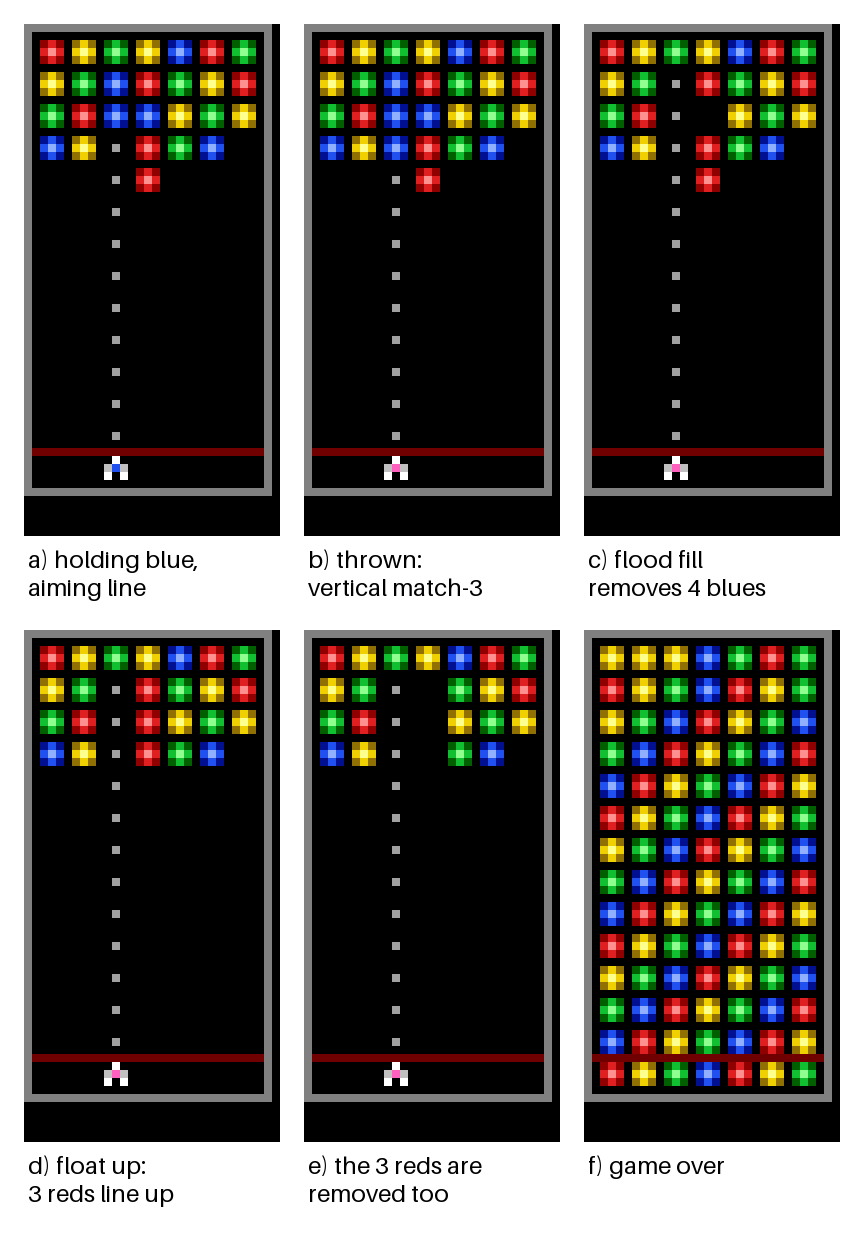 a) holding blue,
aiming line
b) thrown:
vertical match-3
c) flood fill
removes 4 blues
d) float up:
3 reds line up
e) the 3 reds are
removed too
f) game over